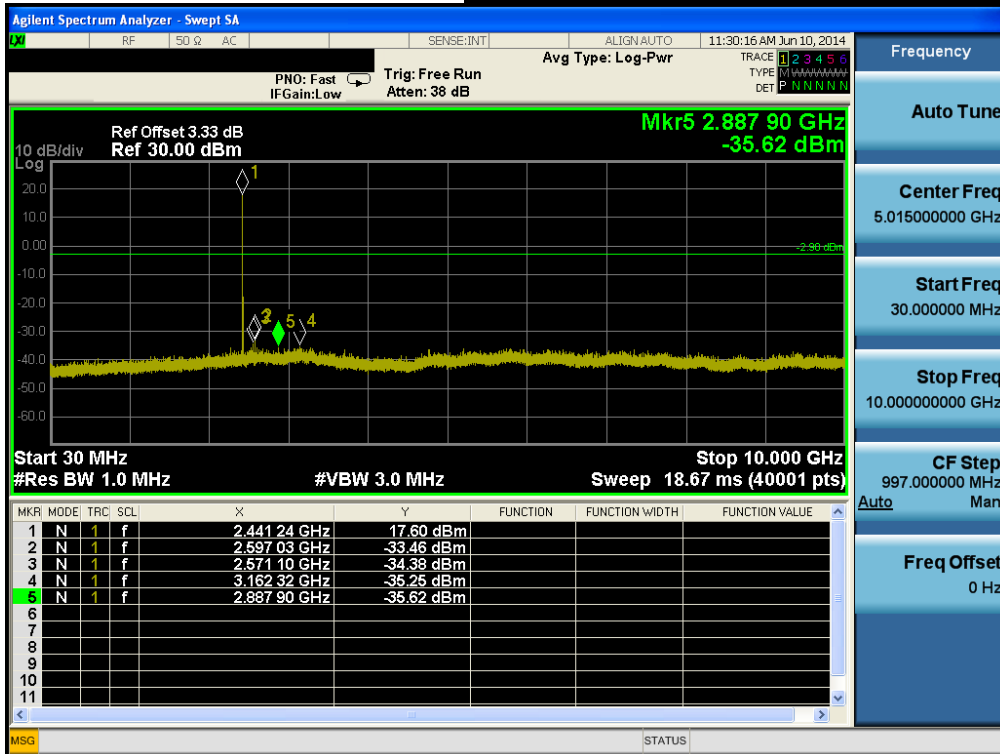 Agilent Spectrum Analyzer - Swept SA
LXI RF 50 Ω AC SENSE:INT ALIGN AUTO 11:30:16 AM Jun 10, 2014
Frequency
Avg Type: Log-Pwr
TRACE 1 2 3 4 5 6
PNO: Fast Trig: Free Run
TYPE M WWWWW
IFGain:Low Atten: 38 dB
DET P N N N N N
Auto Tune
Mkr5 2.887 90 GHz
Ref Offset 3.33 dB
10 dB/div Ref 30.00 dBm -35.62 dBm
Log
1
20.0
10.0
0.00
-2.90 dBm
-10.0
-20.0
3 5 4
-30.0
-40.0
-50.0
-60.0
Center Freq
5.015000000 GHz
Start Freq
30.000000 MHz
Stop Freq
10.000000000 GHz
Start 30 MHz Stop 10.000 GHz
#Res BW 1.0 MHz #VBW 3.0 MHz Sweep 18.67 ms (40001 pts)
CF Step
997.000000 MHz
Auto Man
MKR MODE TRC SCL X Y FUNCTION FUNCTION WIDTH FUNCTION VALUE
1 N 1 f 2.441 24 GHz 17.60 dBm
2 N 1 f 2.597 03 GHz -33.46 dBm
3 N 1 f 2.571 10 GHz -34.38 dBm
4 N 1 f 3.162 32 GHz -35.25 dBm
5 N 1 f 2.887 90 GHz -35.62 dBm
6
7
8
9
10
11
Freq Offset
0 Hz
MSG STATUS